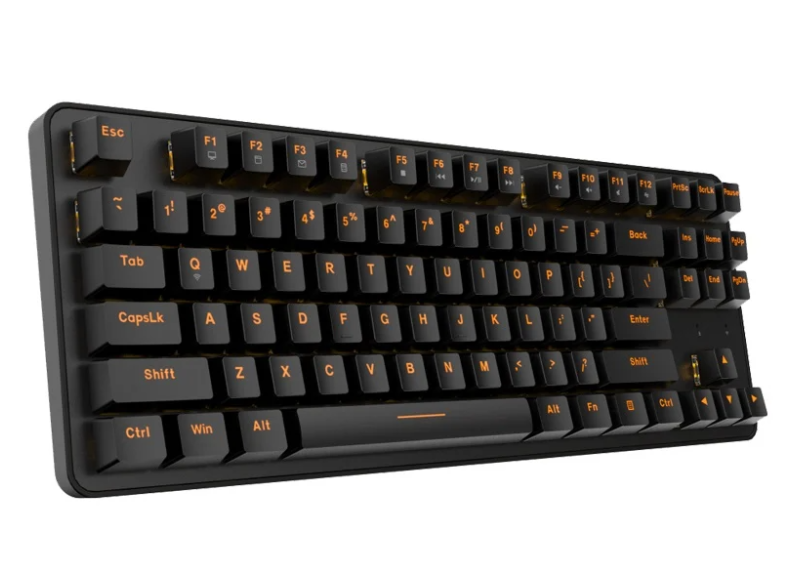 Esc F1 F2 F3 F4 F5 F6 F7 F8 F9 F10 F11 F12 PrtSc ScrLk Pause
~ 1! 2@ 3# 4$ 5% 6^ 7& 8* 9( 0) -_ =+ Back Ins Home PgUp
Tab Q W E R T Y U I O P [{ ]} \| Del End PgDn
CapsLk A S D F G H J K L ;: '" Enter
Shift Z X C V B N M ,< .> /? Shift
Ctrl Win Alt Alt Fn Ctrl